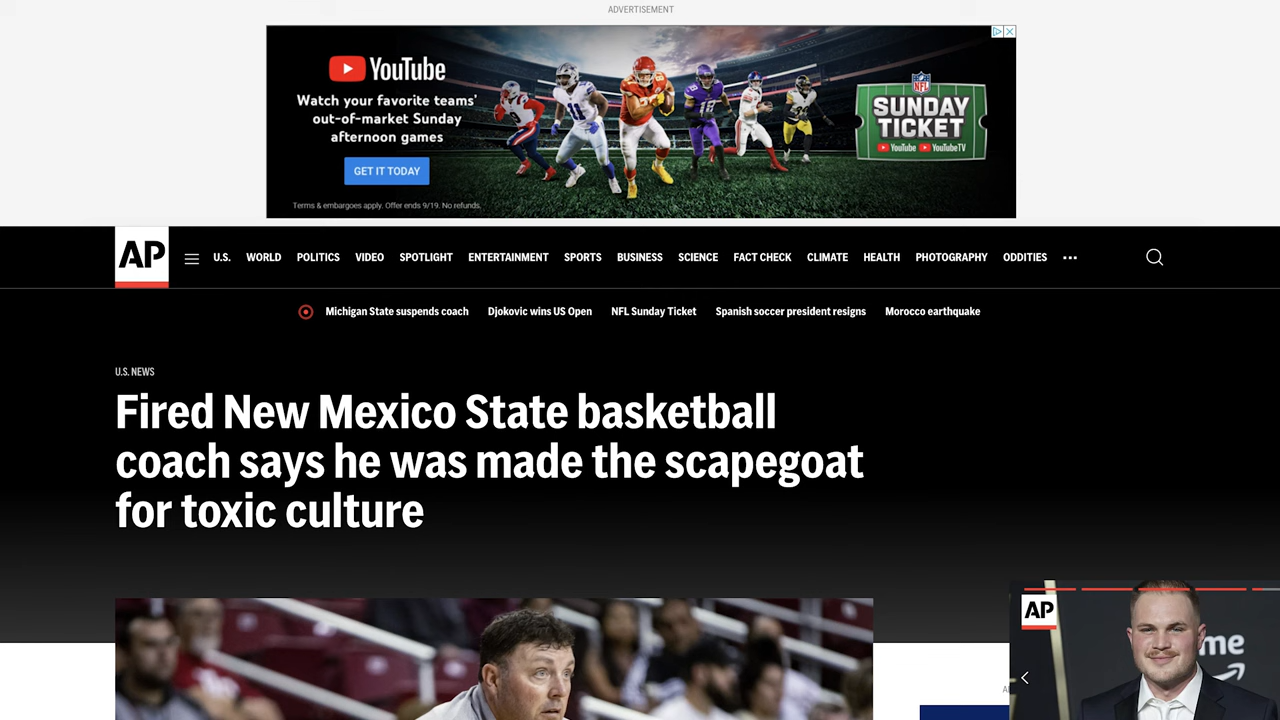 ADVERTISEMENT
YouTube
Watch your favorite teams'
out-of-market Sunday
afternoon games
GET IT TODAY
Terms & embargoes apply. Offer ends 9/19. No refunds.
11
18
NFL
SUNDAY
TICKET
YouTube YouTubeTV
AP
U.S. WORLD POLITICS VIDEO SPOTLIGHT ENTERTAINMENT SPORTS BUSINESS SCIENCE FACT CHECK CLIMATE HEALTH PHOTOGRAPHY ODDITIES
Michigan State suspends coach Djokovic wins US Open NFL Sunday Ticket Spanish soccer president resigns Morocco earthquake
U.S. NEWS
Fired New Mexico State basketball
coach says he was made the scapegoat
for toxic culture
AP
me